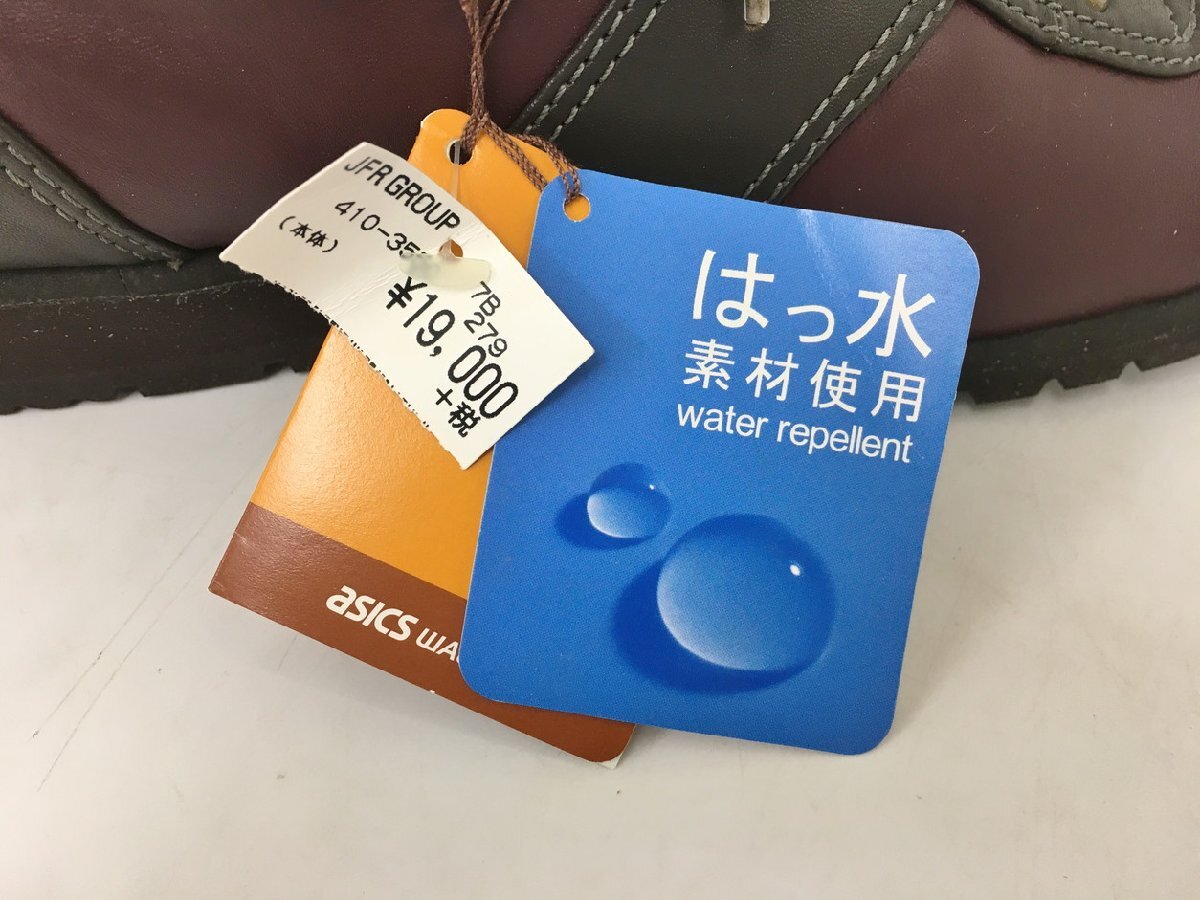 JFR GROUP
410-35
(本体)
7B
279
¥19,000
+税
はっ水
素材使用
water repellent
asics